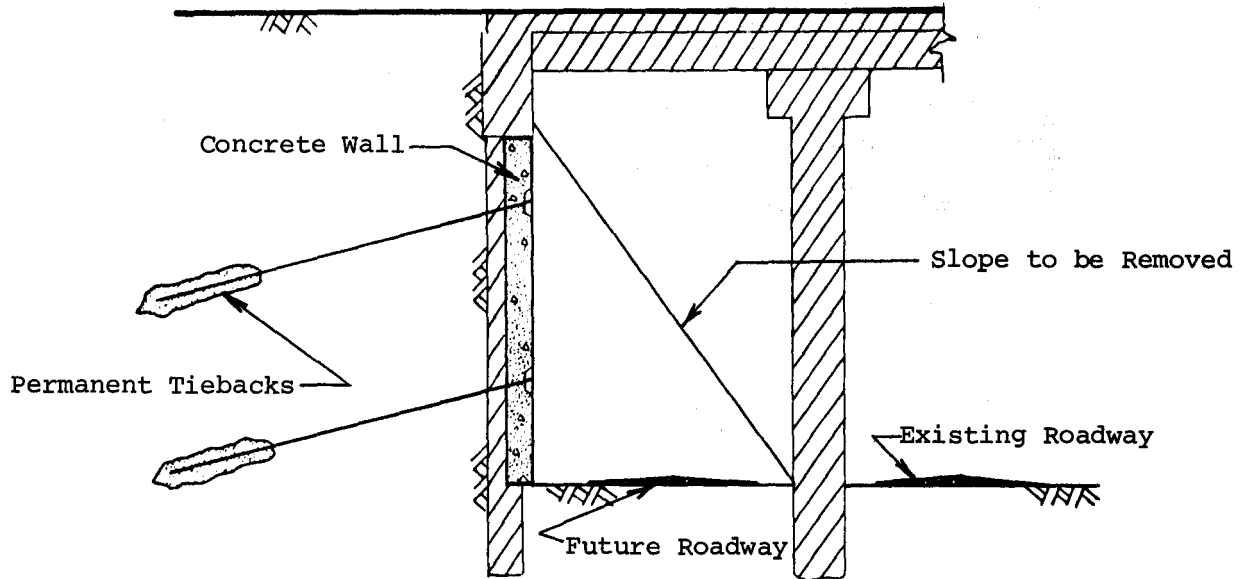 Concrete Wall
Slope to be Removed
Permanent Tiebacks
Existing Roadway
Future Roadway